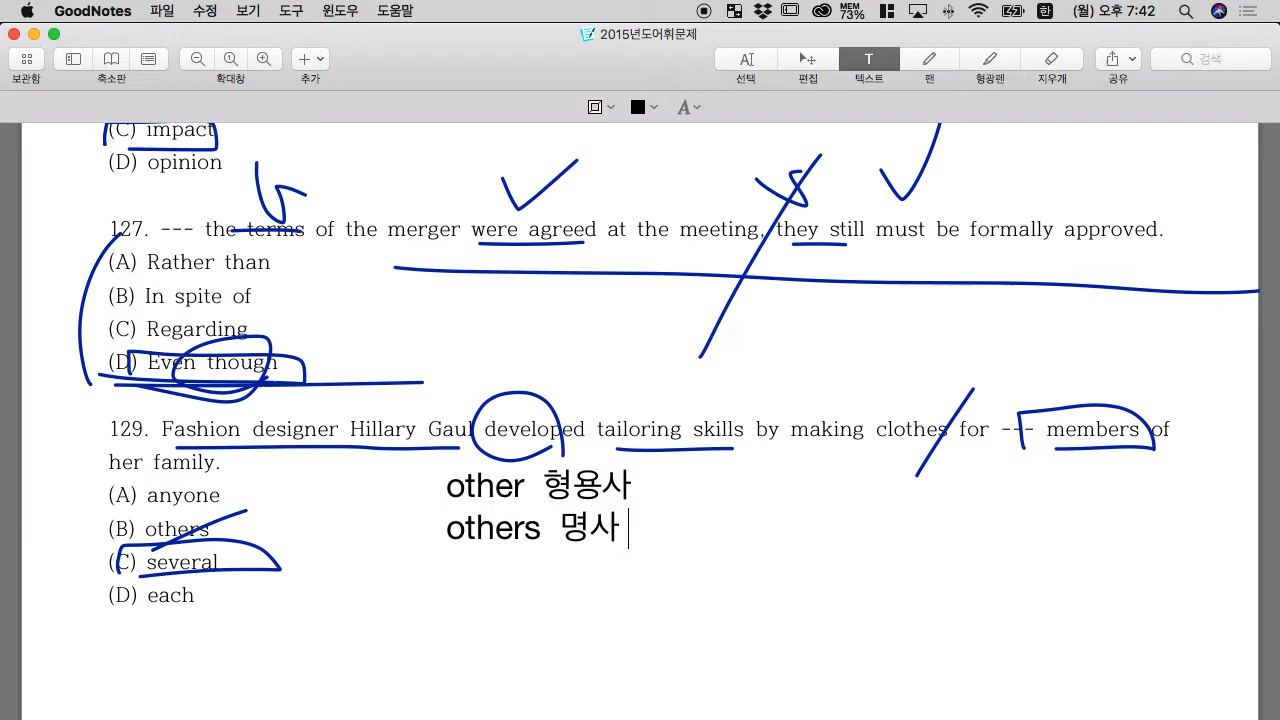 GoodNotes 파일 수정 보기 도구 윈도우 도움말 MEM 73% 한 (월) 오후 7:42
2015년도어휘문제
보관함 축소판 확대창 추가 선택 편집 텍스트 펜 형광펜 지우개 공유 검색
(C) impact
(D) opinion
127. --- the terms of the merger were agreed at the meeting, they still must be formally approved.
(A) Rather than
(B) In spite of
(C) Regarding
(D) Even though
129. Fashion designer Hillary Gaul developed tailoring skills by making clothes for --- members of
her family.
other 형용사
(A) anyone
others 명사
(B) others
(C) several
(D) each